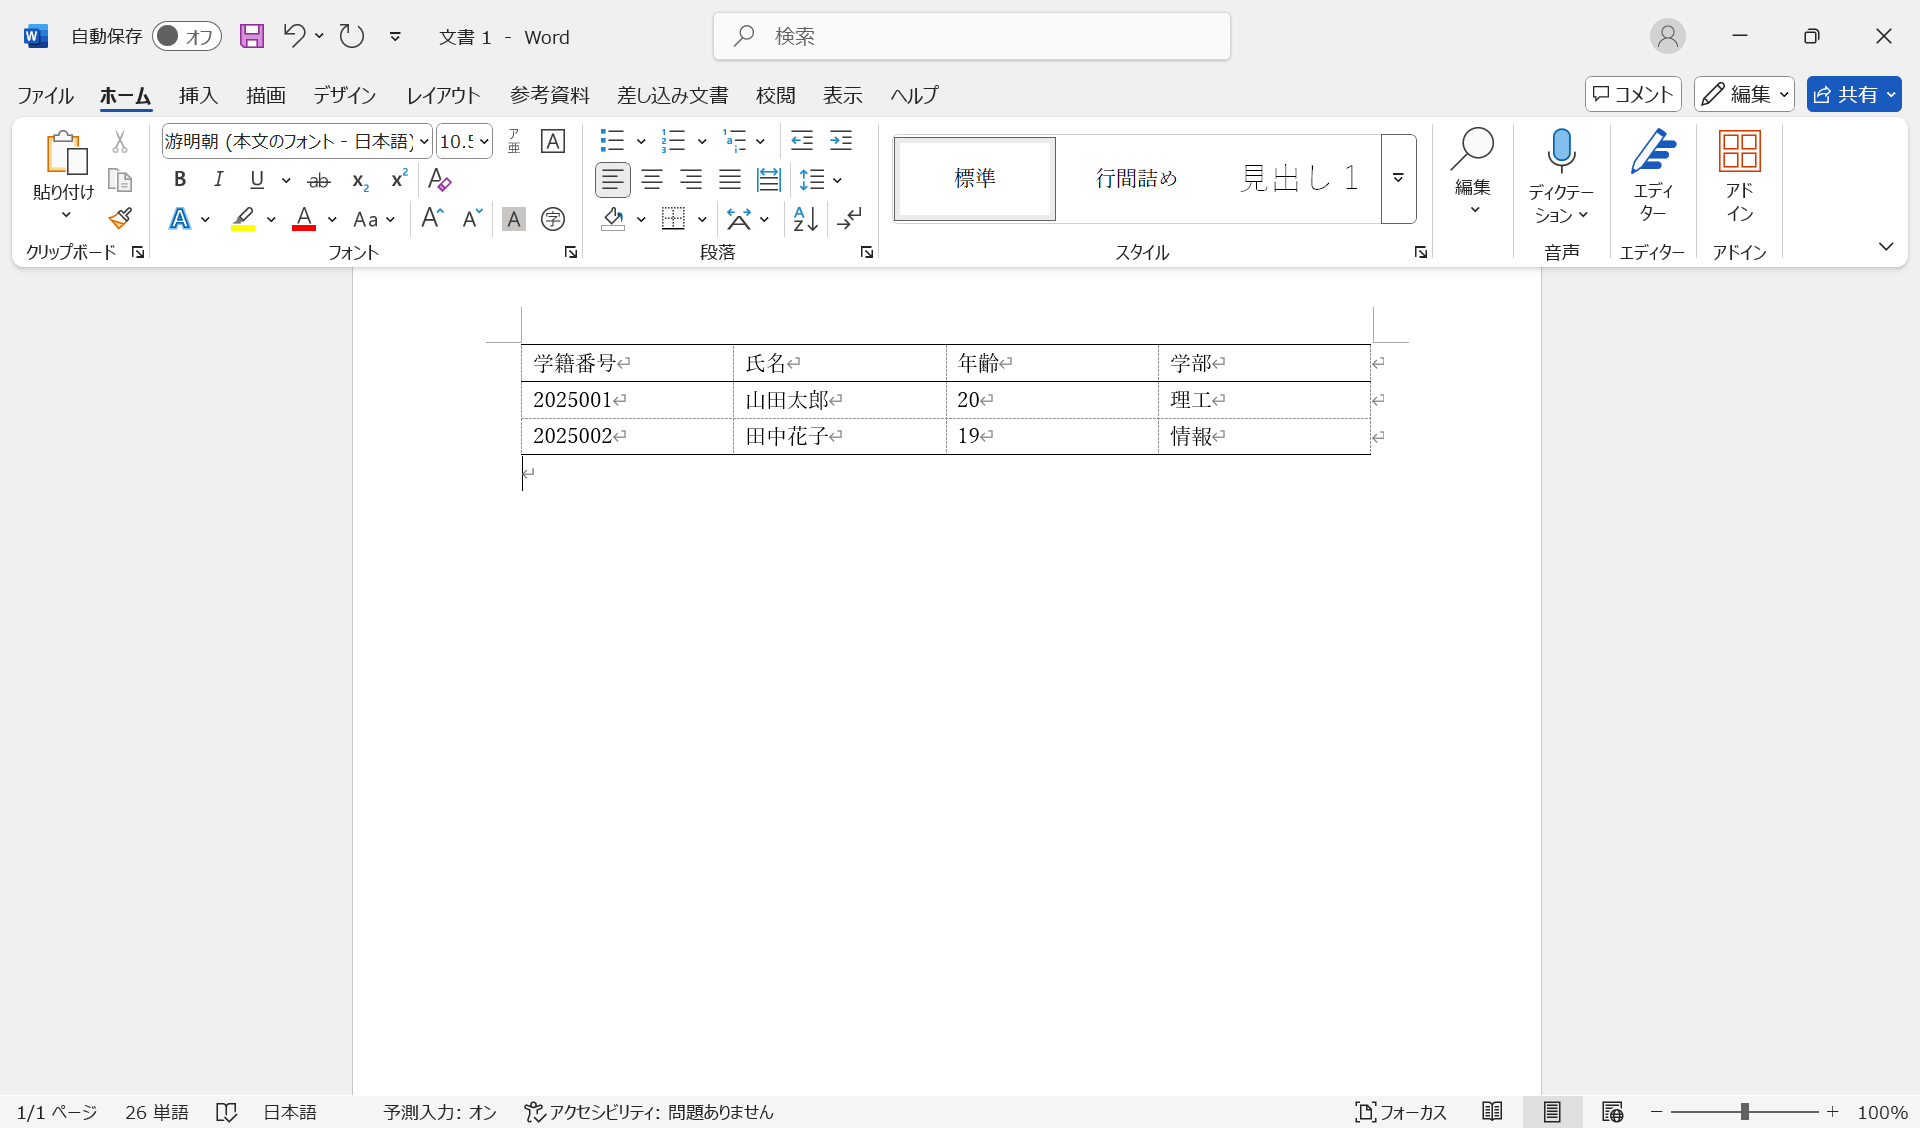 自動保存 オフ 文書 1 - Word 検索
ファイル ホーム 挿入 描画 デザイン レイアウト 参考資料 差し込み文書 校閲 表示 ヘルプ コメント 編集 共有
貼り付け
クリップボード
游明朝 (本文のフォント - 日本語) 10.5
フォント
段落
標準 行間詰め 見出し 1
スタイル
編集
ディクテー
ション
音声
エディ
ター
エディター
アド
イン
アドイン
学籍番号 氏名 年齢 学部
2025001 山田太郎 20 理工
2025002 田中花子 19 情報
1/1 ページ 26 単語 日本語 予測入力: オン アクセシビリティ: 問題ありません フォーカス 100%